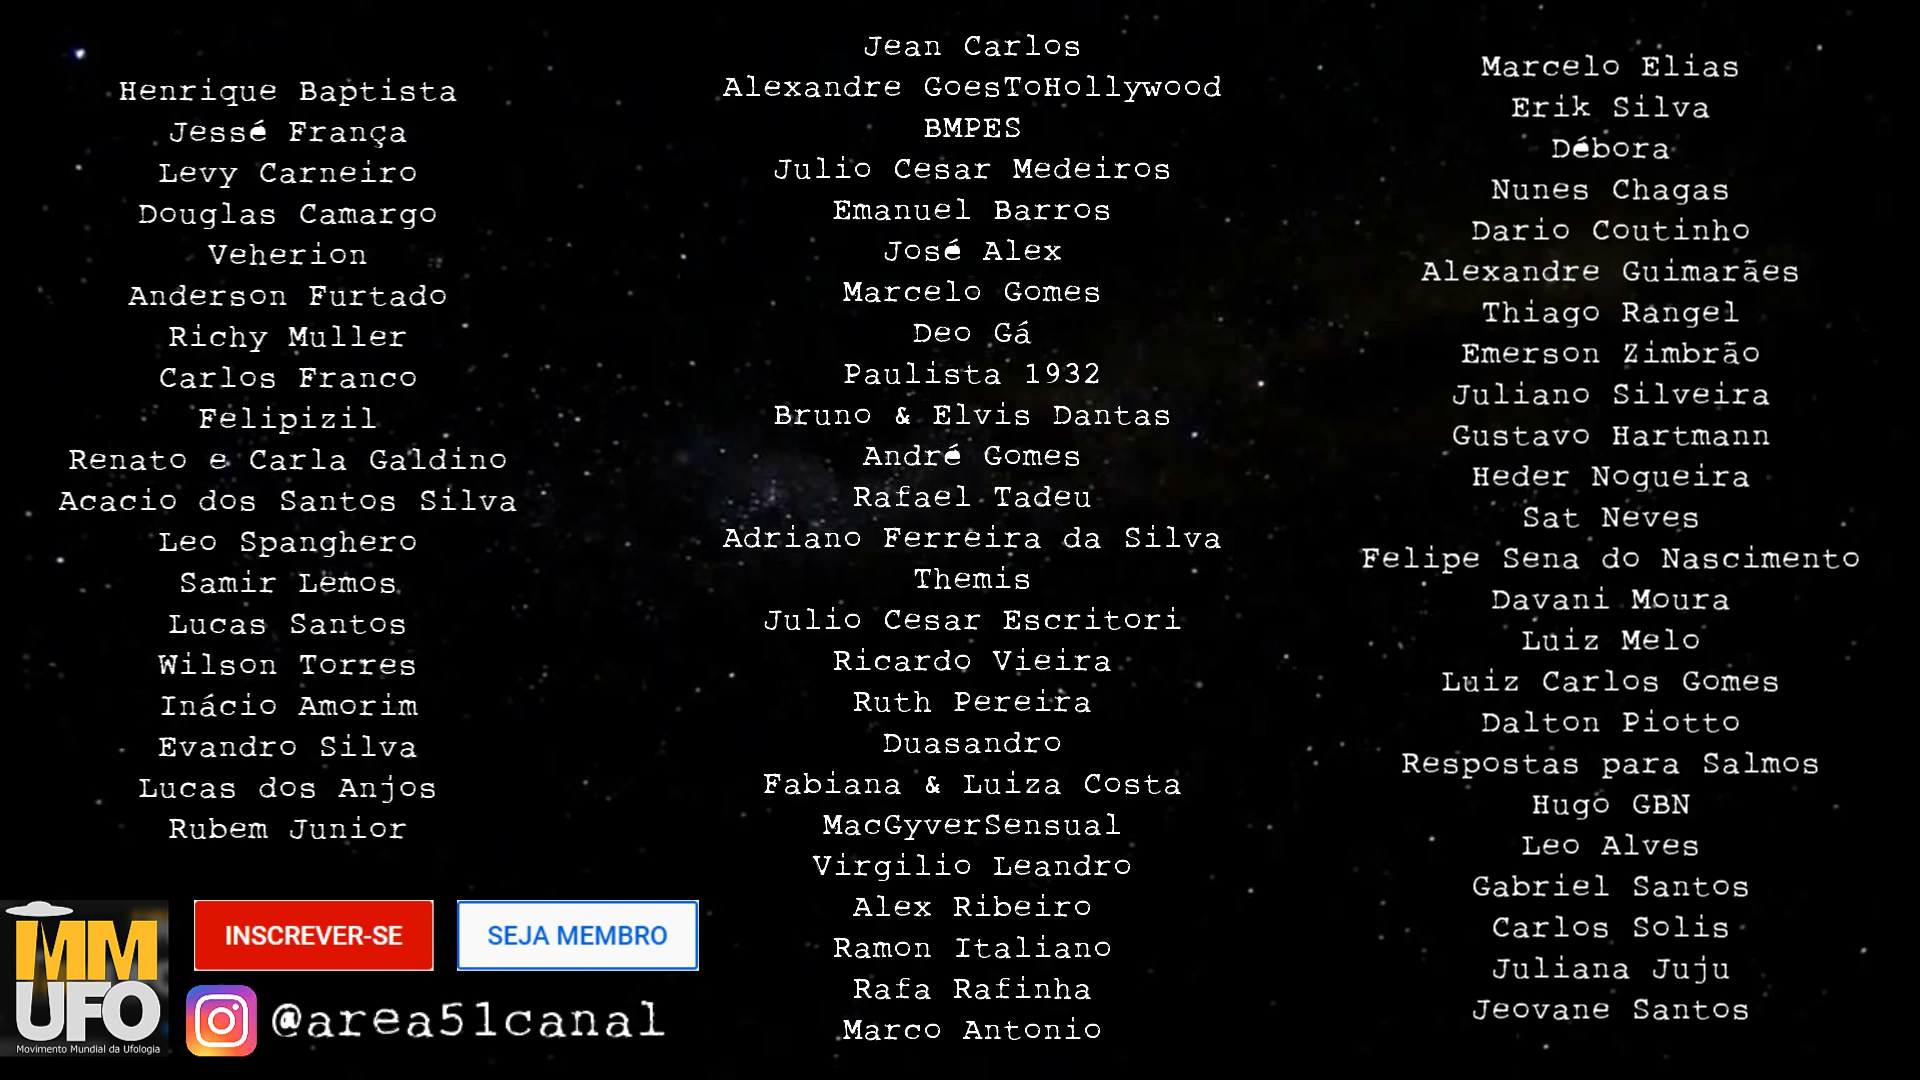 Henrique Baptista
Jessé França
Levy Carneiro
Douglas Camargo
Veherion
Anderson Furtado
Richy Muller
Carlos Franco
Felipizil
Renato e Carla Galdino
Acacio dos Santos Silva
Leo Spanghero
Samir Lemos
Lucas Santos
Wilson Torres
Inácio Amorim
Evandro Silva
Lucas dos Anjos
Rubem Junior
Jean Carlos
Alexandre GoesToHollywood
BMPES
Julio Cesar Medeiros
Emanuel Barros
José Alex
Marcelo Gomes
Deo Gá
Paulista 1932
Bruno & Elvis Dantas
André Gomes
Rafael Tadeu
Adriano Ferreira da Silva
Themis
Julio Cesar Escritori
Ricardo Vieira
Ruth Pereira
Duasandro
Fabiana & Luiza Costa
MacGyverSensual
Virgilio Leandro
Alex Ribeiro
Ramon Italiano
Rafa Rafinha
Marco Antonio
Marcelo Elias
Erik Silva
Débora
Nunes Chagas
Dario Coutinho
Alexandre Guimarães
Thiago Rangel
Emerson Zimbrão
Juliano Silveira
Gustavo Hartmann
Heder Nogueira
Sat Neves
Felipe Sena do Nascimento
Davani Moura
Luiz Melo
Luiz Carlos Gomes
Dalton Piotto
Respostas para Salmos
Hugo GBN
Leo Alves
Gabriel Santos
Carlos Solis
Juliana Juju
Jeovane Santos
MM
UFO
Movimento Mundial da Ufologia
INSCREVER-SE
SEJA MEMBRO
@area51canal